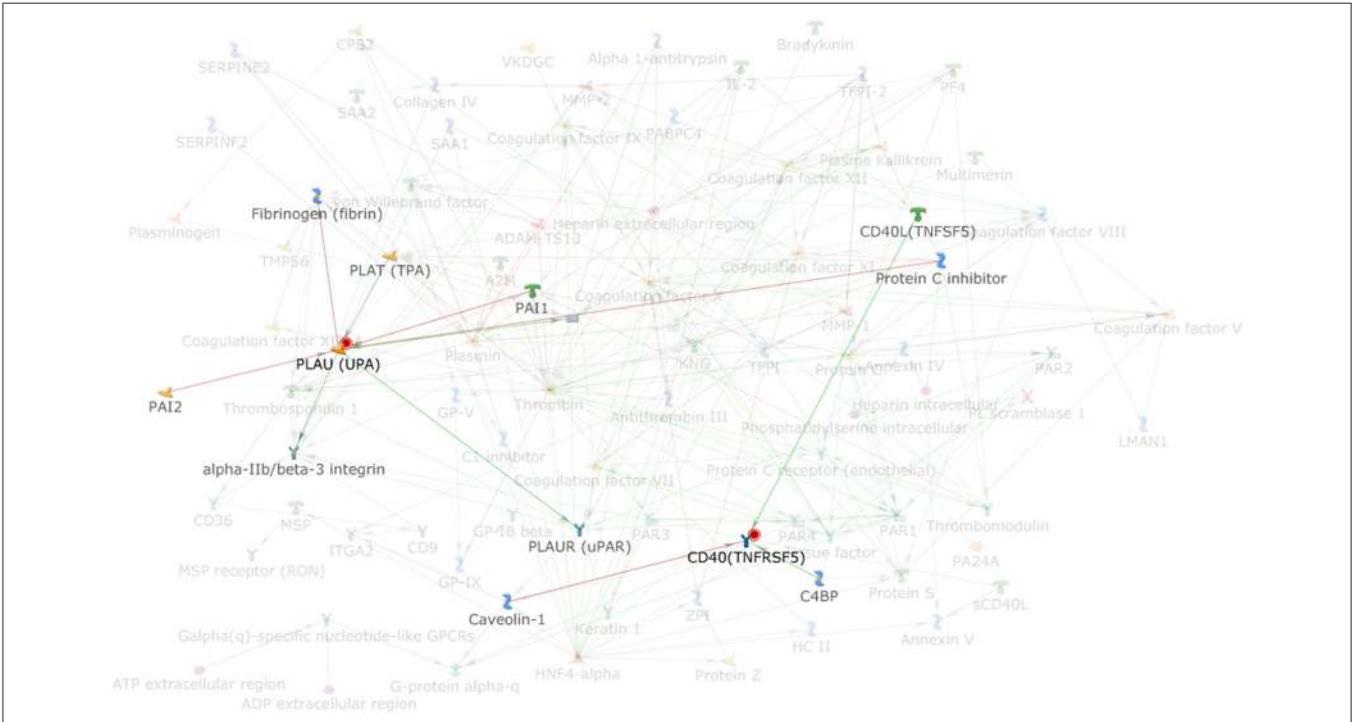 CPB2
Bradykinin
SERPINE2
VKDGC
Alpha 1-antitrypsin
IL-2
TFPI-2
PF4
SAA2
Collagen IV
MMP-2
PABPC4
SERPINF2
SAA1
Coagulation factor IX
Plasma kallikrein
Coagulation factor XII
Multimerin
Von Willebrand factor
Fibrinogen (fibrin)
Heparin extracellular region
Plasminogen
ADAM-TS13
CD40L(TNFSF5)
Coagulation factor VIII
TMPS6
PLAT (TPA)
A2M
Coagulation factor XI
Protein C inhibitor
Coagulation factor X
PAI1
MMP-1
Coagulation factor V
Coagulation factor XIII
Plasmin
PLAU (UPA)
KNG
TFPI
Protein C
Annexin IV
PAR2
PAI2
Thrombospondin 1
GP-V
Thrombin
Antithrombin III
Heparin intracellular
PL scramblase 1
Phosphatidylserine intracellular
LMAN1
alpha-IIb/beta-3 integrin
C1 inhibitor
Protein C receptor (endothelial)
Coagulation factor VII
CD36
MSP
ITGA2
CD9
GP-IB beta
PAR3
PAR4
PAR1
Thrombomodulin
PLAUR (uPAR)
Tissue factor
CD40(TNFRSF5)
PA24A
MSP receptor (RON)
GP-IX
C4BP
Protein S
sCD40L
Caveolin-1
Keratin 1
ZPI
Galpha(q)-specific nucleotide-like GPCRs
HC II
Annexin V
ATP extracellular region
G-protein alpha-q
HNF4-alpha
Protein Z
ADP extracellular region